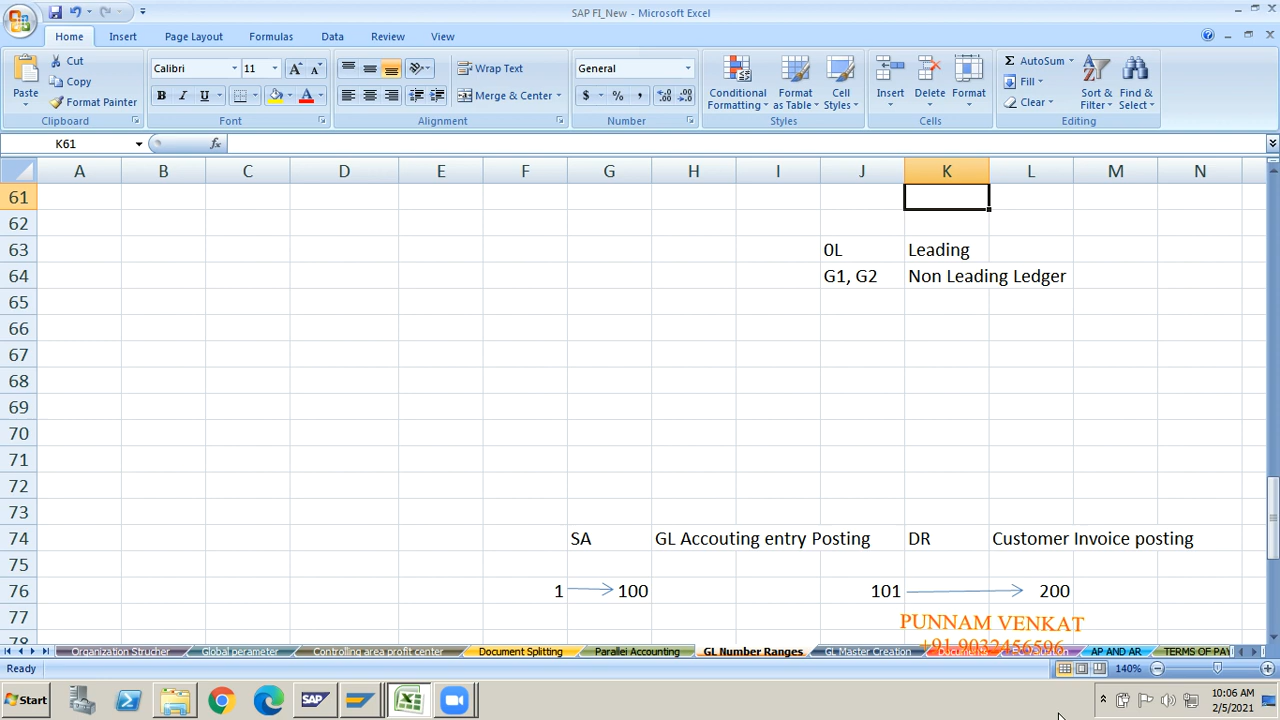 SAP FI_New - Microsoft Excel
Home Insert Page Layout Formulas Data Review View
Paste
Cut
Copy
Format Painter
Clipboard
Calibri 11
B I U
Font
Wrap Text
Merge & Center
Alignment
General
$ % ,
Number
Conditional Formatting
Format as Table
Cell Styles
Styles
Insert Delete Format
Cells
AutoSum
Fill
Clear
Sort & Filter
Find & Select
Editing
K61 fx
A B C D E F G H I J K L M N
61
62
63 0L Leading
64 G1, G2 Non Leading Ledger
65
66
67
68
69
70
71
72
73
74 SA GL Accouting entry Posting DR Customer Invoice posting
75
76 1 100 101 200
77
78
PUNNAM VENKAT
+91 9032456596
Organization Strucher Global perameter Controlling area profit center Document Splitting Parallel Accounting GL Number Ranges GL Master Creation AP AND AR TERMS OF PAY
Ready 140%
Start SAP 10:06 AM
2/5/2021